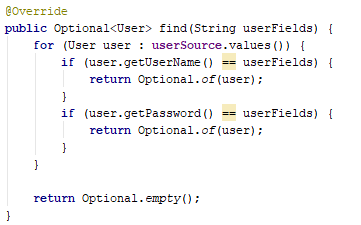 @Override
public Optional<User> find(String userFields) {
for (User user : userSource.values()) {
if (user.getUserName() == userFields) {
return Optional.of(user);
}
if (user.getPassword() == userFields) {
return Optional.of(user);
}
}
return Optional.empty();
}